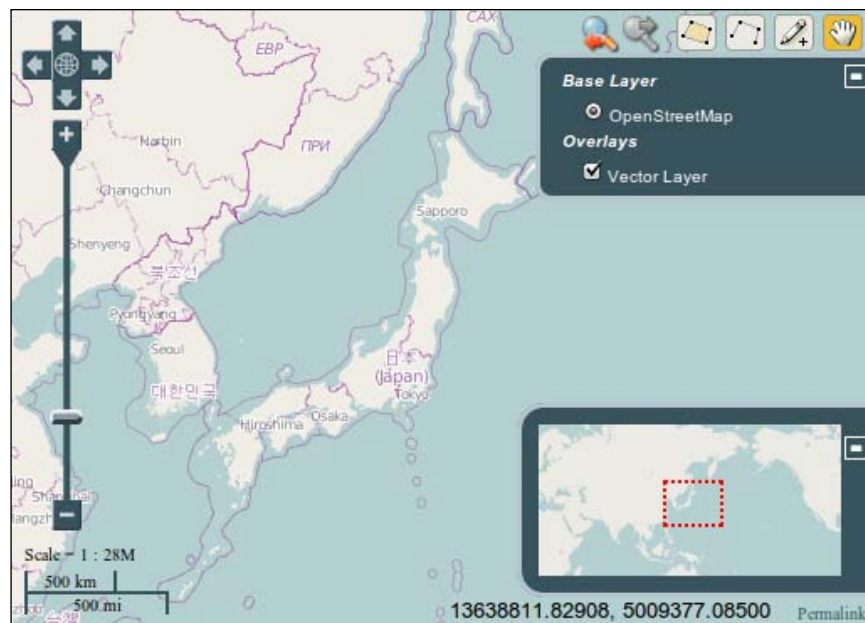 CAX
EBP
Base Layer
OpenStreetMap
Overlays
Vector Layer
Harbin
ПРИ
Changchun
Sapporo
Shenyeng
북조선
Pyongyang
Seoul
日本
(Japan)
Tokyo
대한민국
Hiroshima
Osaka
Shanghai
Scale = 1 : 28M
500 km
500 mi
13638811.82908, 5009377.08500
Permalink